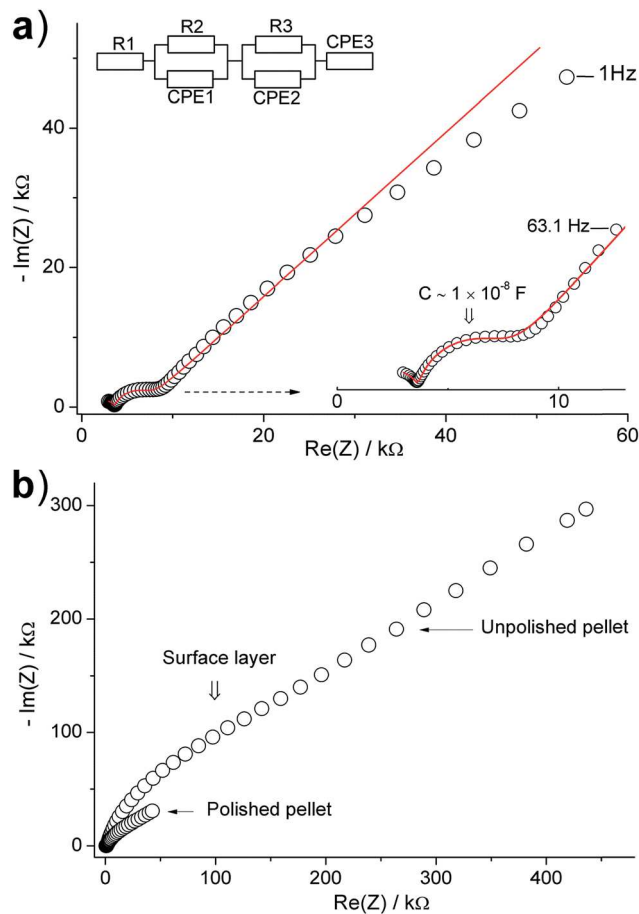 a)
R1
R2
R3
CPE3
CPE1
CPE2
1Hz
63.1 Hz
C ~ 1 × 10⁻⁸ F
- Im(Z) / kΩ
40
20
0
0
10
0
20
40
60
Re(Z) / kΩ
b)
300
200
100
0
- Im(Z) / kΩ
Unpolished pellet
Surface layer
Polished pellet
0
100
200
300
400
Re(Z) / kΩ